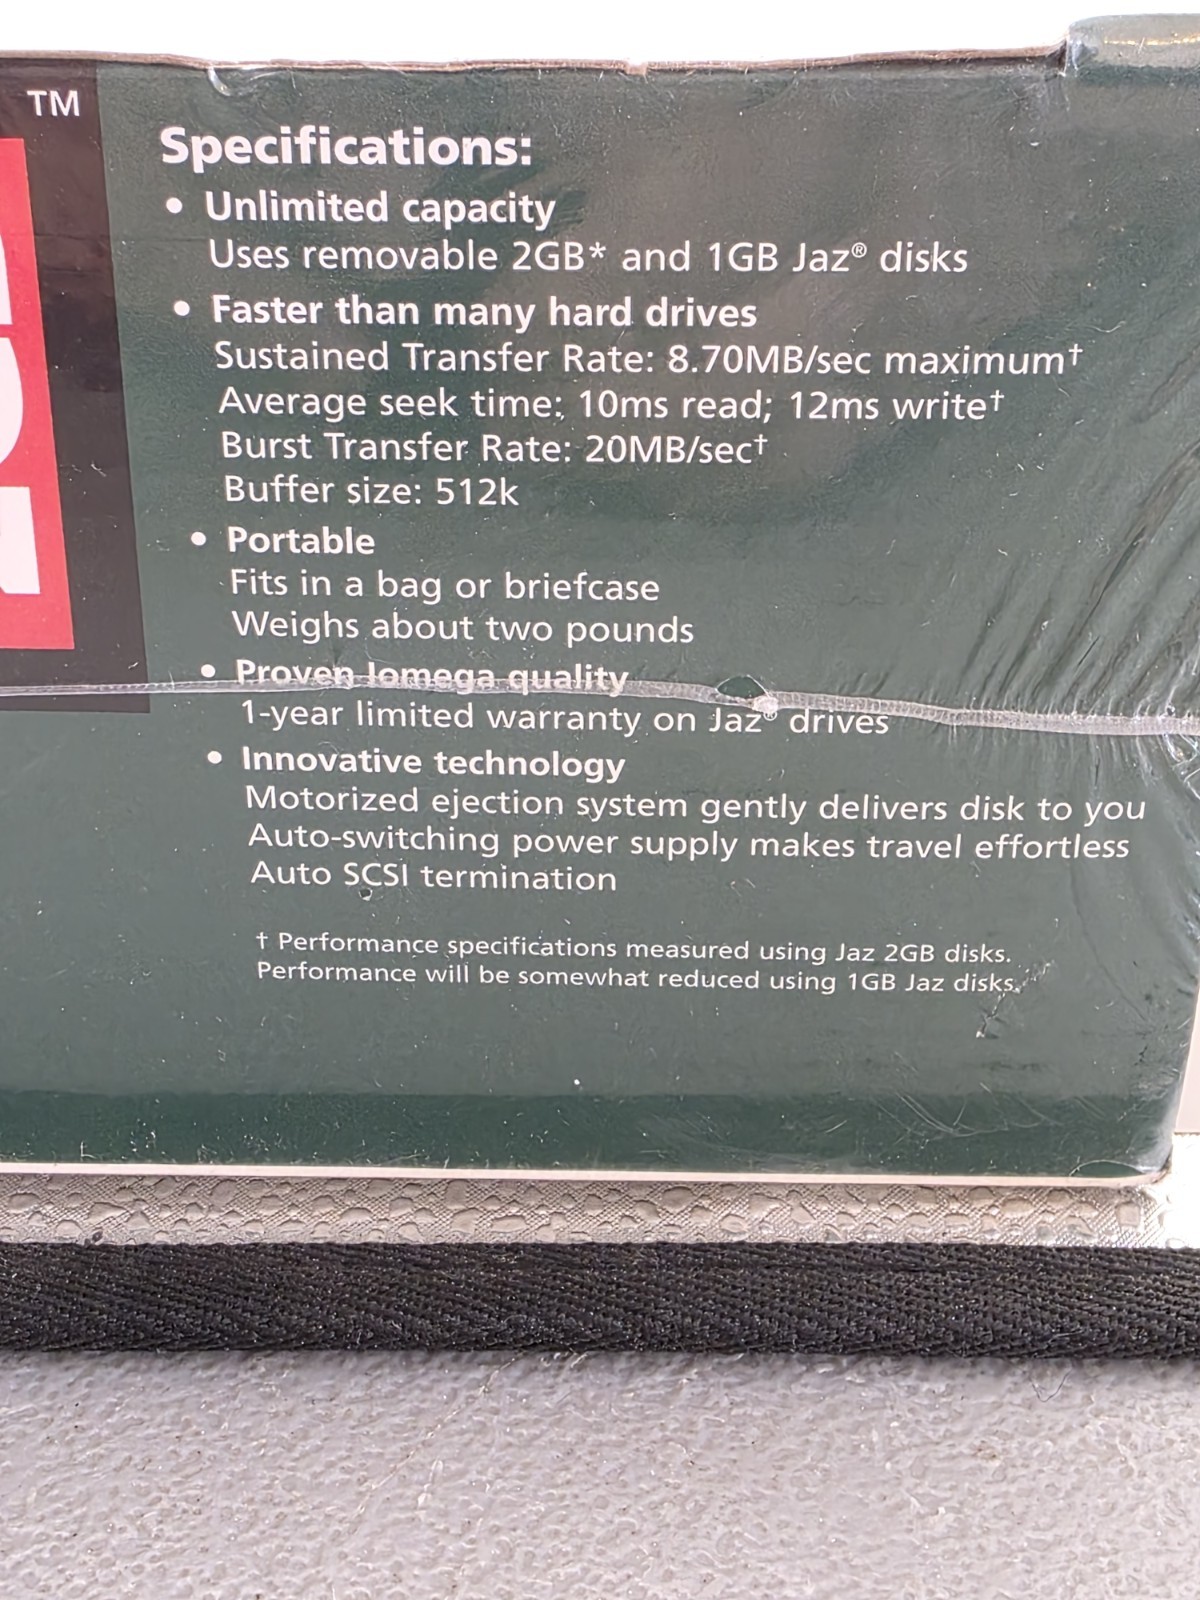 TM
Specifications:
• Unlimited capacity
Uses removable 2GB* and 1GB Jaz® disks
• Faster than many hard drives
Sustained Transfer Rate: 8.70MB/sec maximum†
Average seek time: 10ms read; 12ms write†
Burst Transfer Rate: 20MB/sec†
Buffer size: 512k
• Portable
Fits in a bag or briefcase
Weighs about two pounds
• Proven Iomega quality
1-year limited warranty on Jaz® drives
• Innovative technology
Motorized ejection system gently delivers disk to you
Auto-switching power supply makes travel effortless
Auto SCSI termination
† Performance specifications measured using Jaz 2GB disks.
Performance will be somewhat reduced using 1GB Jaz disks.